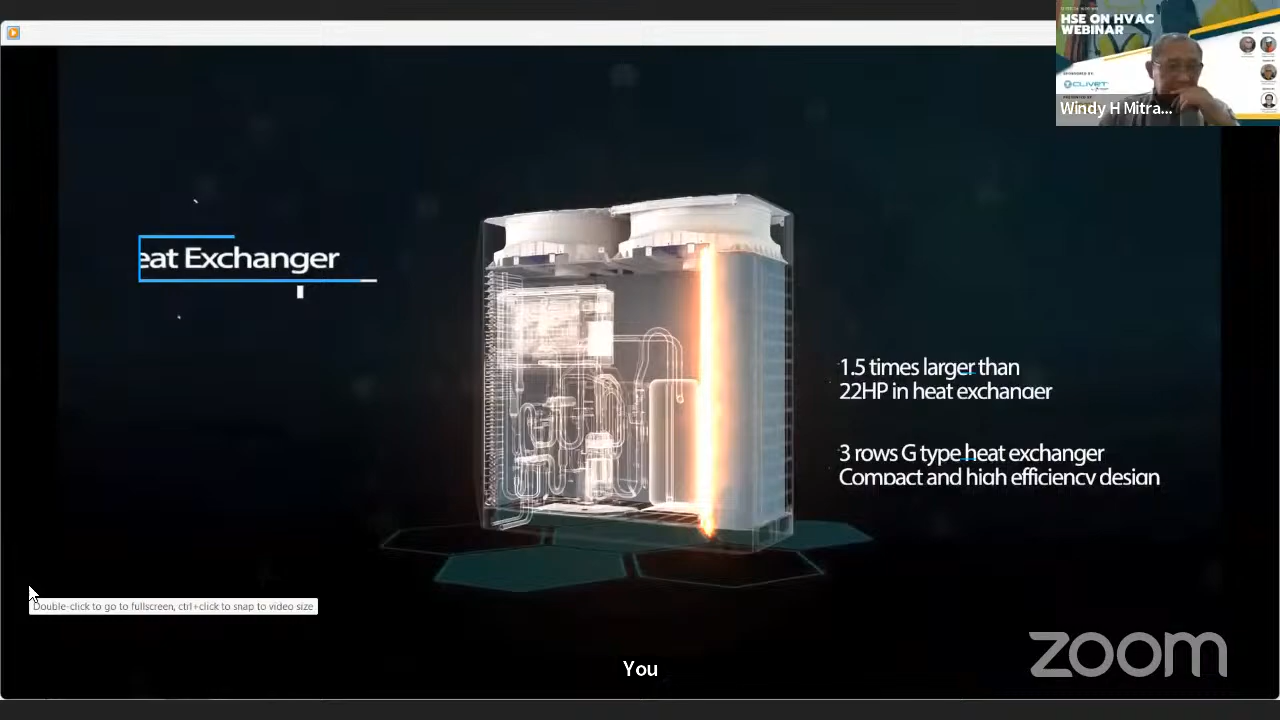 HSE ON HVAC
WEBINAR
CLIVET
Windy H Mitra...
eat Exchanger
1.5 times larger than
22HP in heat exchanger
3 rows G type heat exchanger
Compact and high efficiency design
Double-click to go to fullscreen, ctrl+click to snap to video size
zoom
You